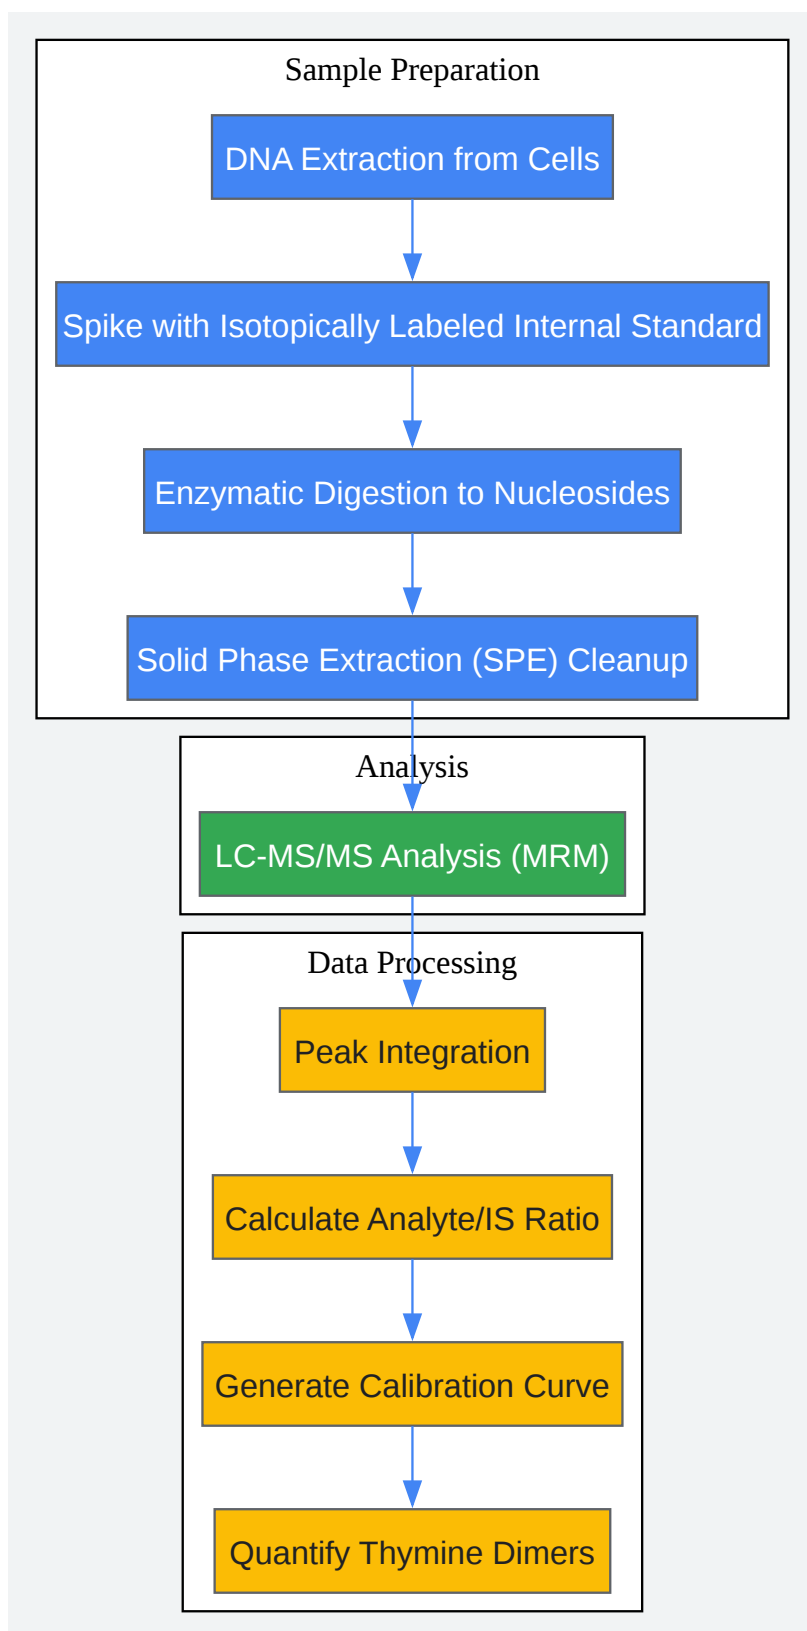 Sample Preparation
DNA Extraction from Cells
Spike with Isotopically Labeled Internal Standard
Enzymatic Digestion to Nucleosides
Solid Phase Extraction (SPE) Cleanup
Analysis
LC-MS/MS Analysis (MRM)
Data Processing
Peak Integration
Calculate Analyte/IS Ratio
Generate Calibration Curve
Quantify Thymine Dimers